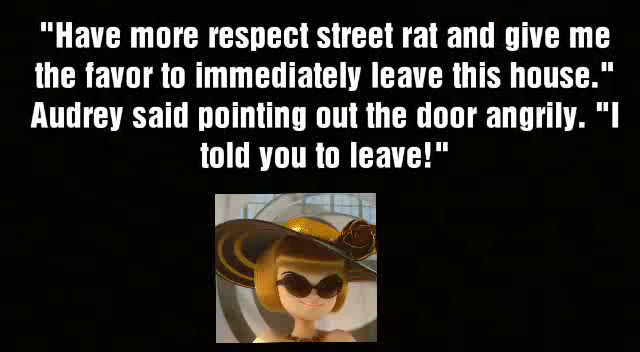 "Have more respect street rat and give me
the favor to immediately leave this house."
Audrey said pointing out the door angrily. "I
told you to leave!"